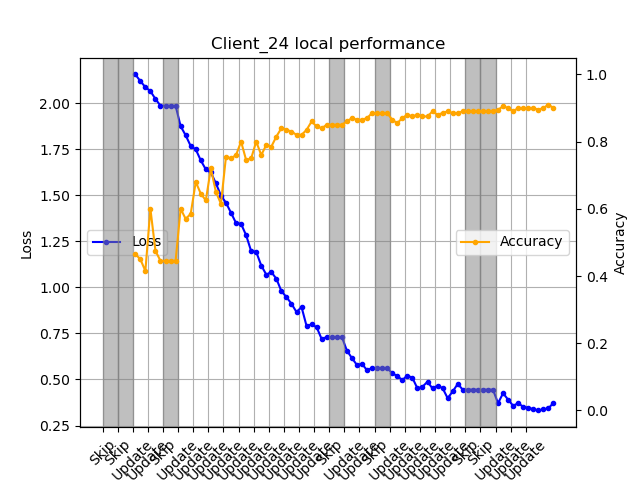 Client_24 local performance
2.00
1.75
1.50
1.25
1.00
0.75
0.50
0.25
Loss
Loss
Accuracy
1.0
0.8
0.6
0.4
0.2
0.0
Accuracy
Skip
Skip
Update
Update
Skip
Update
Update
Update
Update
Update
Update
Update
Update
Update
Update
Skip
Update
Update
Skip
Update
Update
Update
Update
Update
Skip
Skip
Update
Update
Update